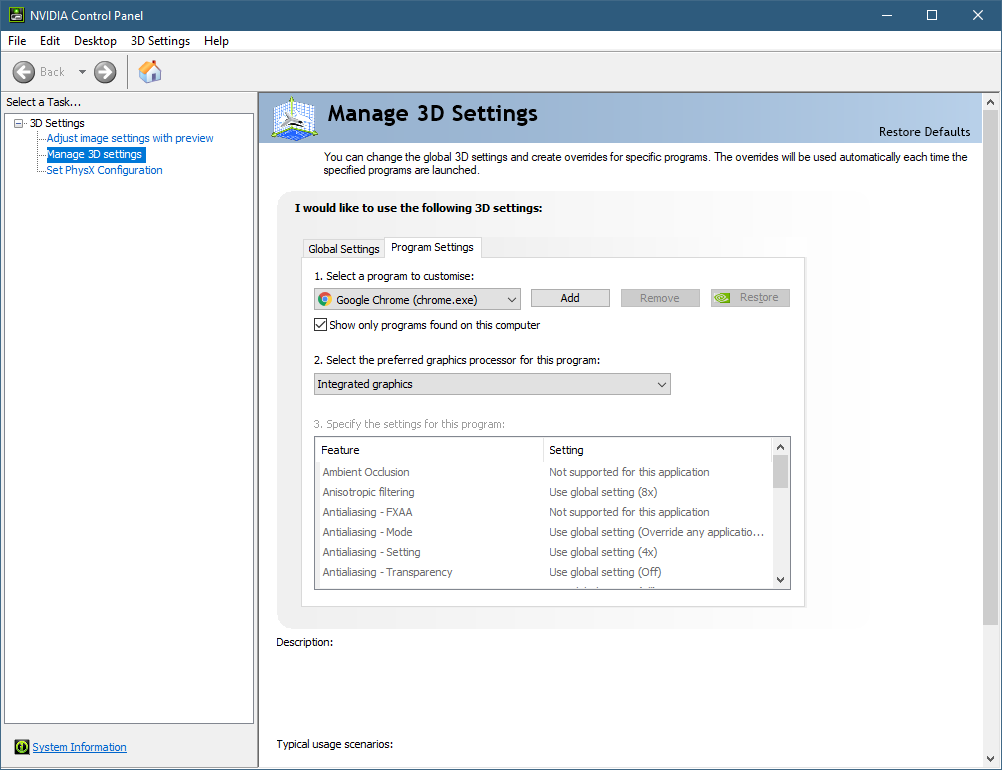 NVIDIA Control Panel
File Edit Desktop 3D Settings Help
Back
Select a Task...
3D Settings
Adjust image settings with preview
Manage 3D settings
Set PhysX Configuration
System Information
Manage 3D Settings
Restore Defaults
You can change the global 3D settings and create overrides for specific programs. The overrides will be used automatically each time the
specified programs are launched.
I would like to use the following 3D settings:
Global Settings Program Settings
1. Select a program to customise:
Google Chrome (chrome.exe) Add Remove Restore
Show only programs found on this computer
2. Select the preferred graphics processor for this program:
Integrated graphics
3. Specify the settings for this program:
Feature Setting
Ambient Occlusion Not supported for this application
Anisotropic filtering Use global setting (8x)
Antialiasing - FXAA Not supported for this application
Antialiasing - Mode Use global setting (Override any applicatio...
Antialiasing - Setting Use global setting (4x)
Antialiasing - Transparency Use global setting (Off)
Description:
Typical usage scenarios: